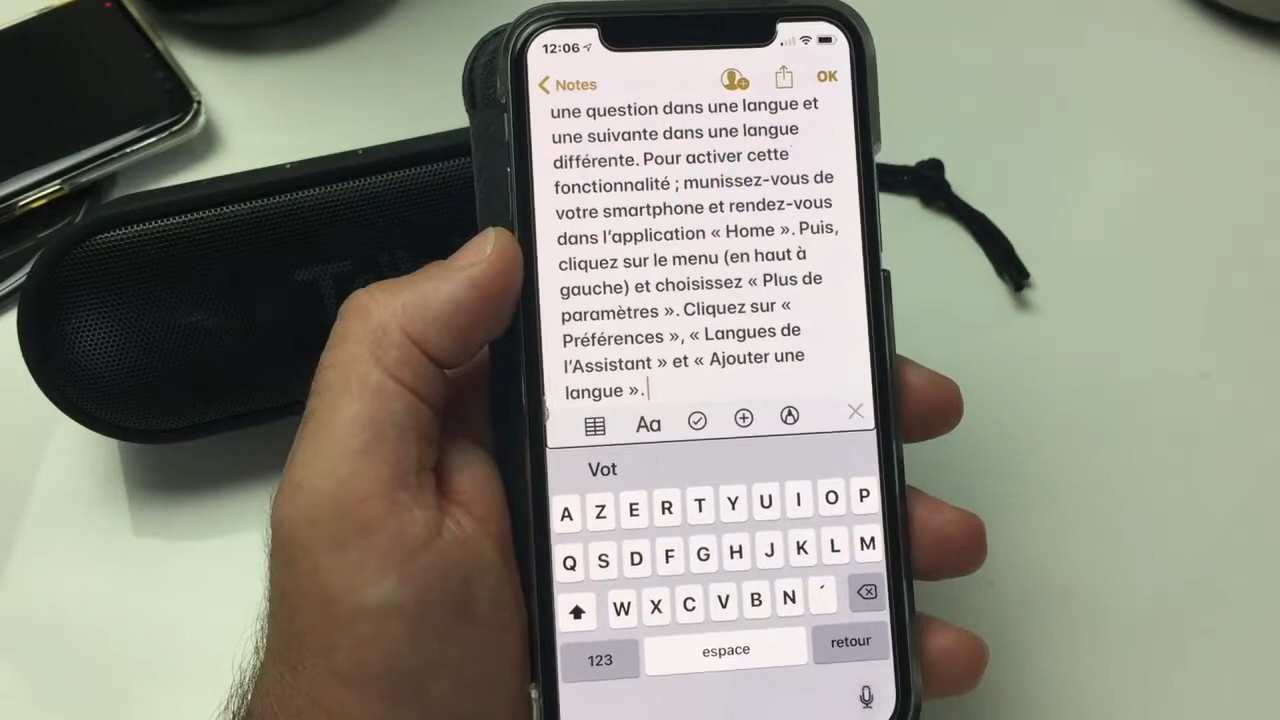 12:06
Notes
OK
une question dans une langue et
une suivante dans une langue
différente. Pour activer cette
fonctionnalité ; munissez-vous de
votre smartphone et rendez-vous
dans l’application « Home ». Puis,
cliquez sur le menu (en haut à
gauche) et choisissez « Plus de
paramètres ». Cliquez sur «
Préférences », « Langues de
l’Assistant » et « Ajouter une
langue ».
Aa
Vot
A Z E R T Y U I O P
Q S D F G H J K L M
W X C V B N ´
123 espace retour